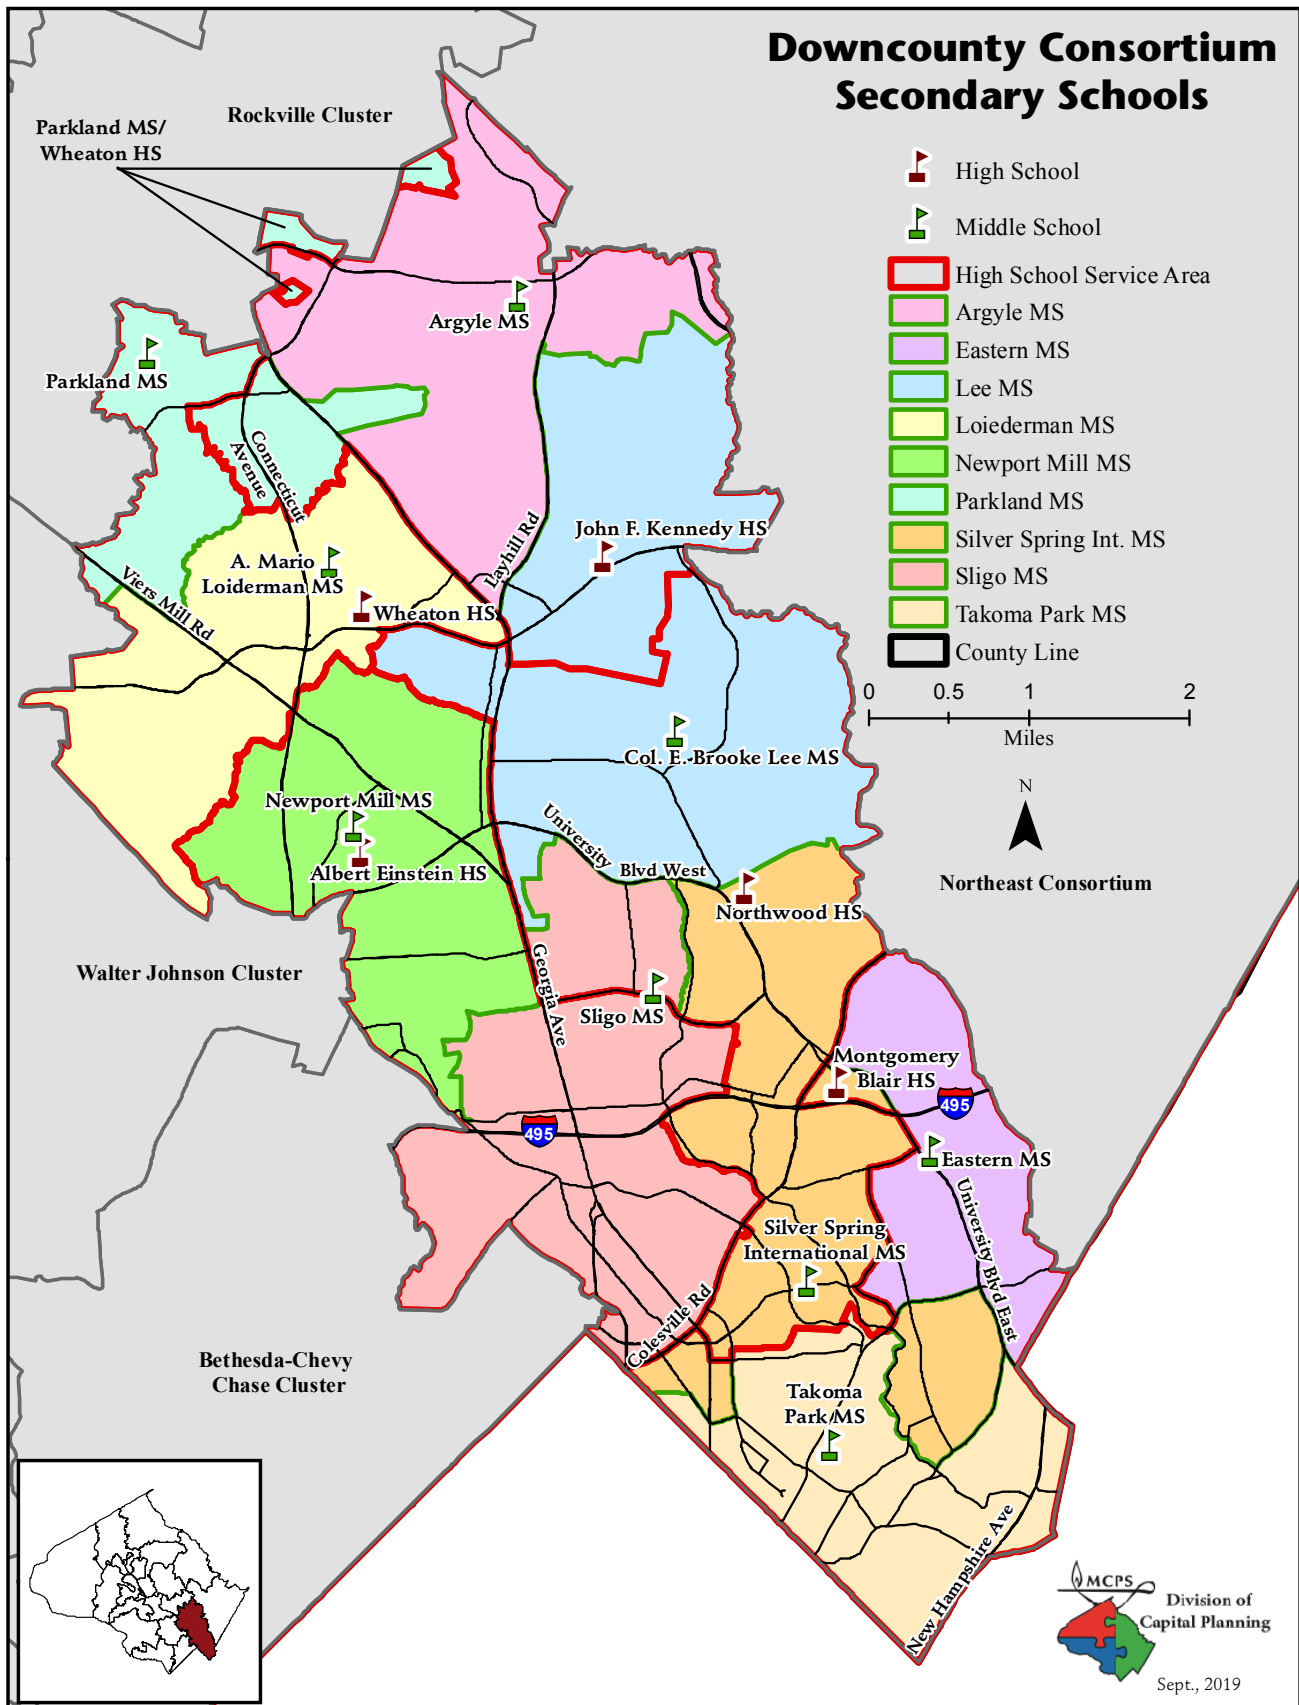 Downcounty Consortium
Secondary Schools
Rockville Cluster
Parkland MS/
Wheaton HS
High School
Middle School
High School Service Area
Argyle MS
Eastern MS
Lee MS
Loiederman MS
Newport Mill MS
Parkland MS
Silver Spring Int. MS
Sligo MS
Takoma Park MS
County Line
0 0.5 1 2
Miles
N
Northeast Consortium
Argyle MS
Parkland MS
Connecticut
Avenue
Layhill Rd
John F. Kennedy HS
A. Mario
Loiderman MS
Viers Mill Rd
Wheaton HS
Col. E. Brooke Lee MS
Newport Mill MS
Albert Einstein HS
University
Blvd West
Northwood HS
Walter Johnson Cluster
Georgia Ave
Sligo MS
Montgomery
Blair HS
495
495
Eastern MS
University Blvd East
Silver Spring
International MS
Colesville Rd
Bethesda-Chevy
Chase Cluster
Takoma
Park MS
New Hampshire Ave
MCPS
Division of
Capital Planning
Sept., 2019